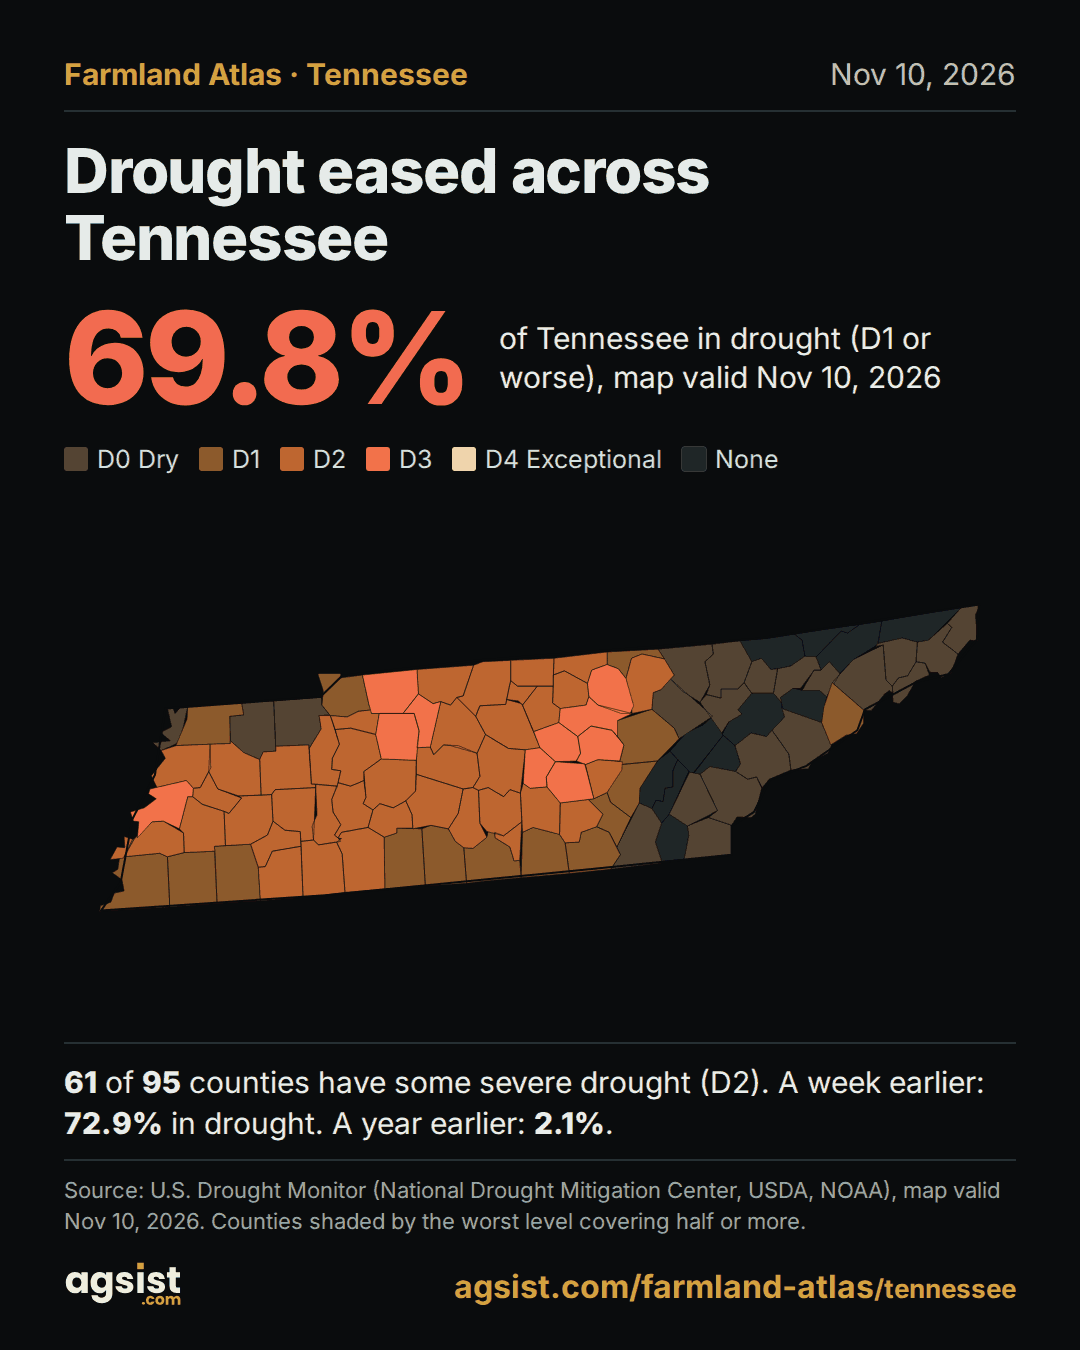 Farmland Atlas · Tennessee
Nov 10, 2026
Drought eased across
Tennessee
69.8%
of Tennessee in drought (D1 or
worse), map valid Nov 10, 2026
D0 Dry D1 D2 D3 D4 Exceptional None
61 of 95 counties have some severe drought (D2). A week earlier:
72.9% in drought. A year earlier: 2.1%.
Source: U.S. Drought Monitor (National Drought Mitigation Center, USDA, NOAA), map valid
Nov 10, 2026. Counties shaded by the worst level covering half or more.
agsist
.com
agsist.com/farmland-atlas/tennessee